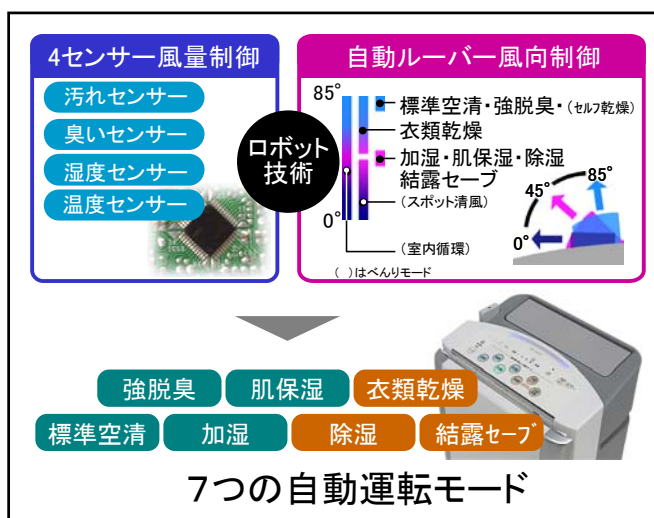 4センサー風量制御
汚れセンサー
臭いセンサー
湿度センサー
温度センサー
ロボット
技術
自動ルーバー風向制御
85°
0°
標準空清・強脱臭・(セルフ乾燥)
衣類乾燥
加湿・肌保湿・除湿
結露セーブ
(スポット清風)
(室内循環)
( )はべんりモード
85°
45°
0°
強脱臭
肌保湿
衣類乾燥
標準空清
加湿
除湿
結露セーブ
7つの自動運転モード